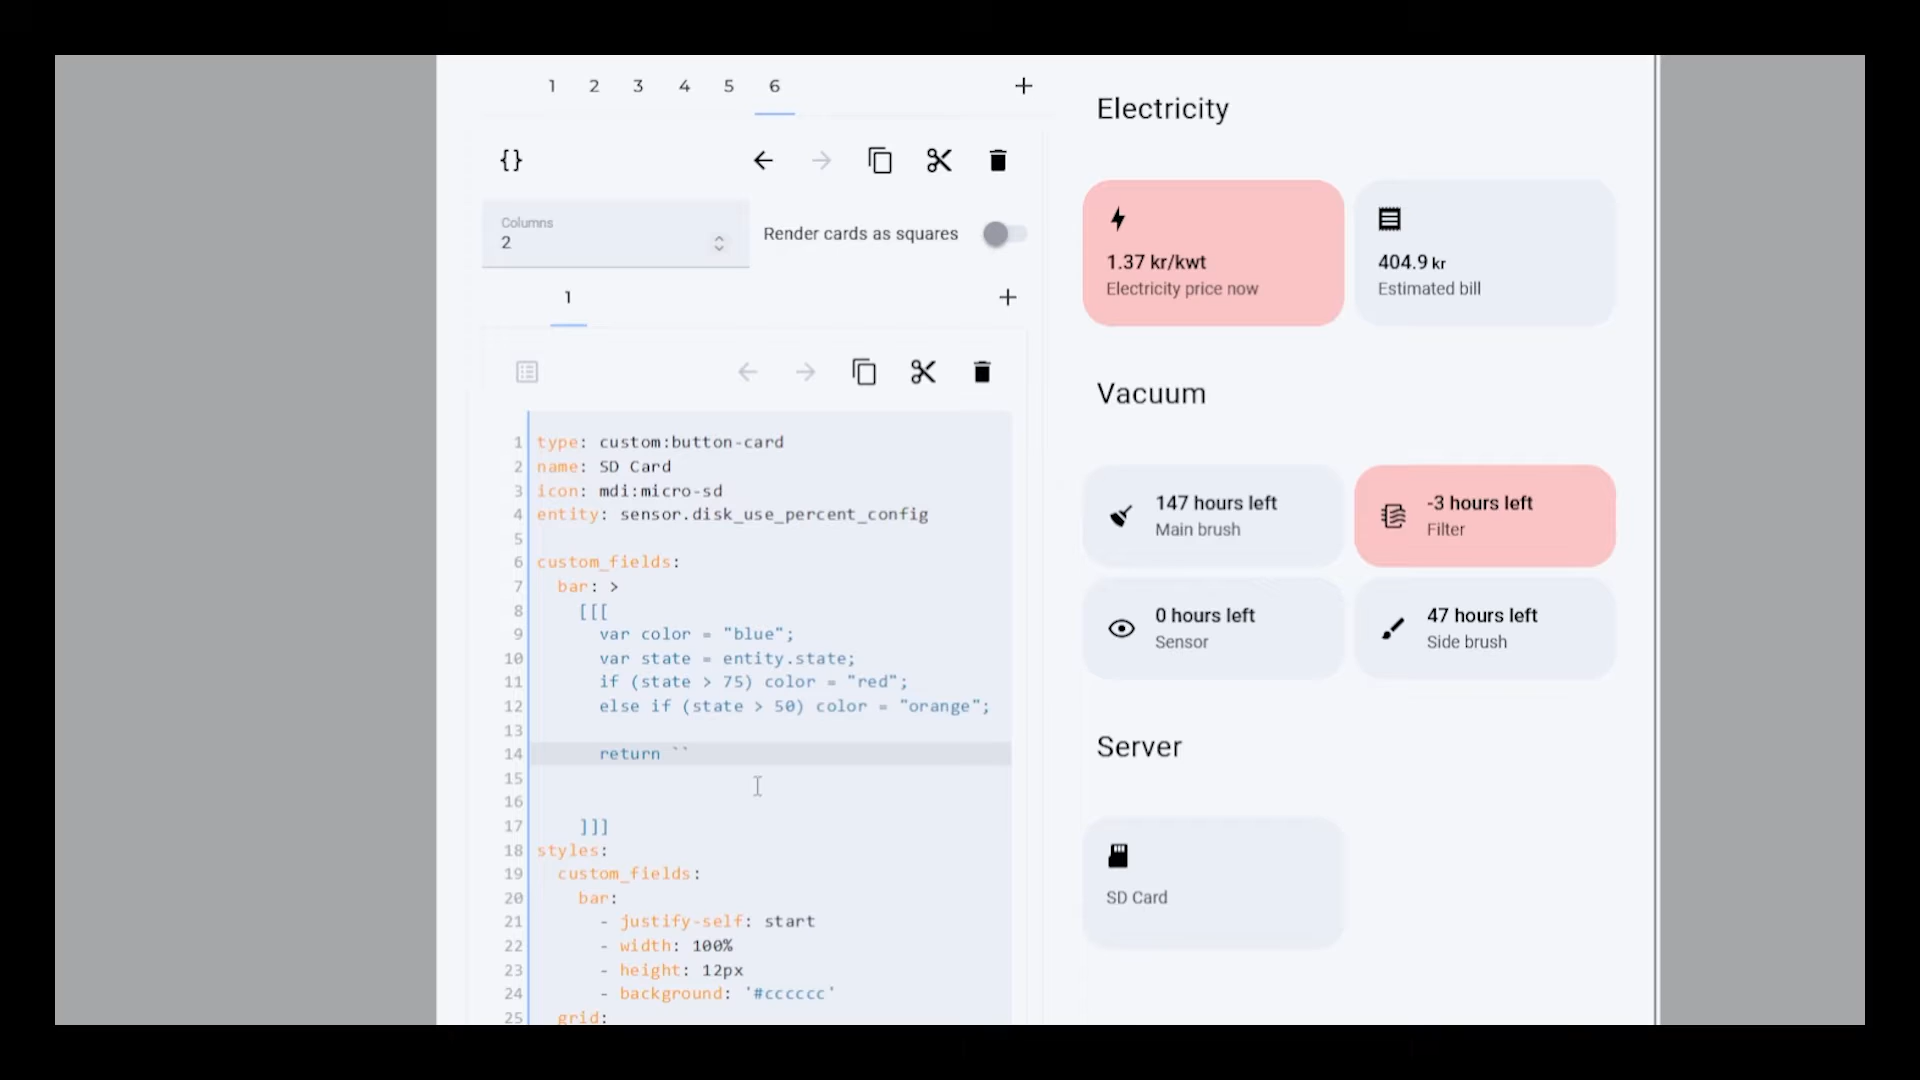 1 2 3 4 5 6
{}
Columns
2
Render cards as squares
1
1 type: custom:button-card
2 name: SD Card
3 icon: mdi:micro-sd
4 entity: sensor.disk_use_percent_config
5
6 custom_fields:
7 bar: >
8 [[[
9 var color = "blue";
10 var state = entity.state;
11 if (state > 75) color = "red";
12 else if (state > 50) color = "orange";
13
14 return ``
15
16
17 ]]]
18 styles:
19 custom_fields:
20 bar:
21 - justify-self: start
22 - width: 100%
23 - height: 12px
24 - background: '#cccccc'
25 grid:
Electricity
1.37 kr/kwt
Electricity price now
404.9 kr
Estimated bill
Vacuum
147 hours left
Main brush
-3 hours left
Filter
0 hours left
Sensor
47 hours left
Side brush
Server
SD Card